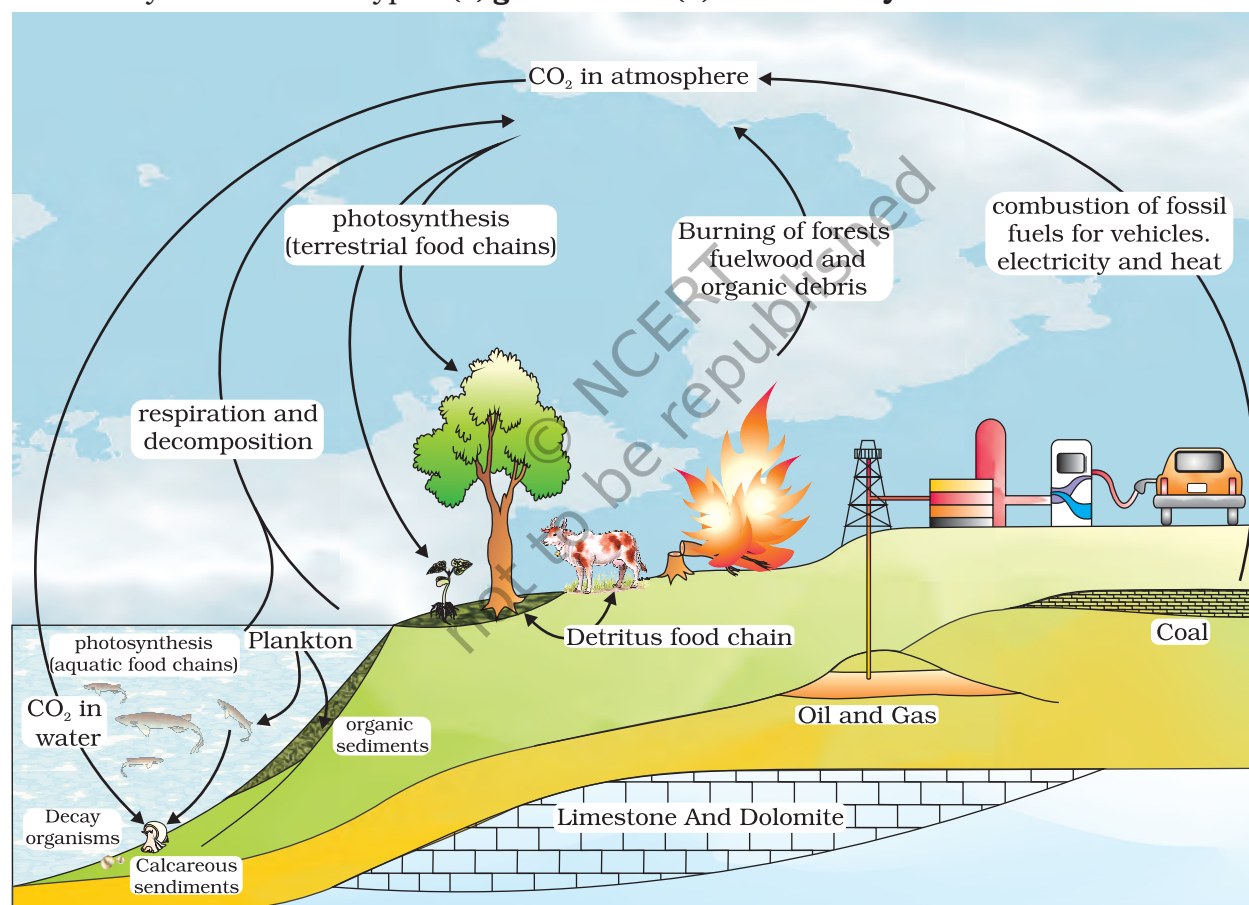 CO₂ in atmosphere
photosynthesis
(terrestrial food chains)
Burning of forests
fuelwood and
organic debris
combustion of fossil
fuels for vehicles.
electricity and heat
respiration and
decomposition
© NCERT
not to be republished
photosynthesis
(aquatic food chains)
Plankton
Detritus food chain
Coal
CO₂ in
water
organic
sediments
Oil and Gas
Decay
organisms
Limestone And Dolomite
Calcareous
sendiments